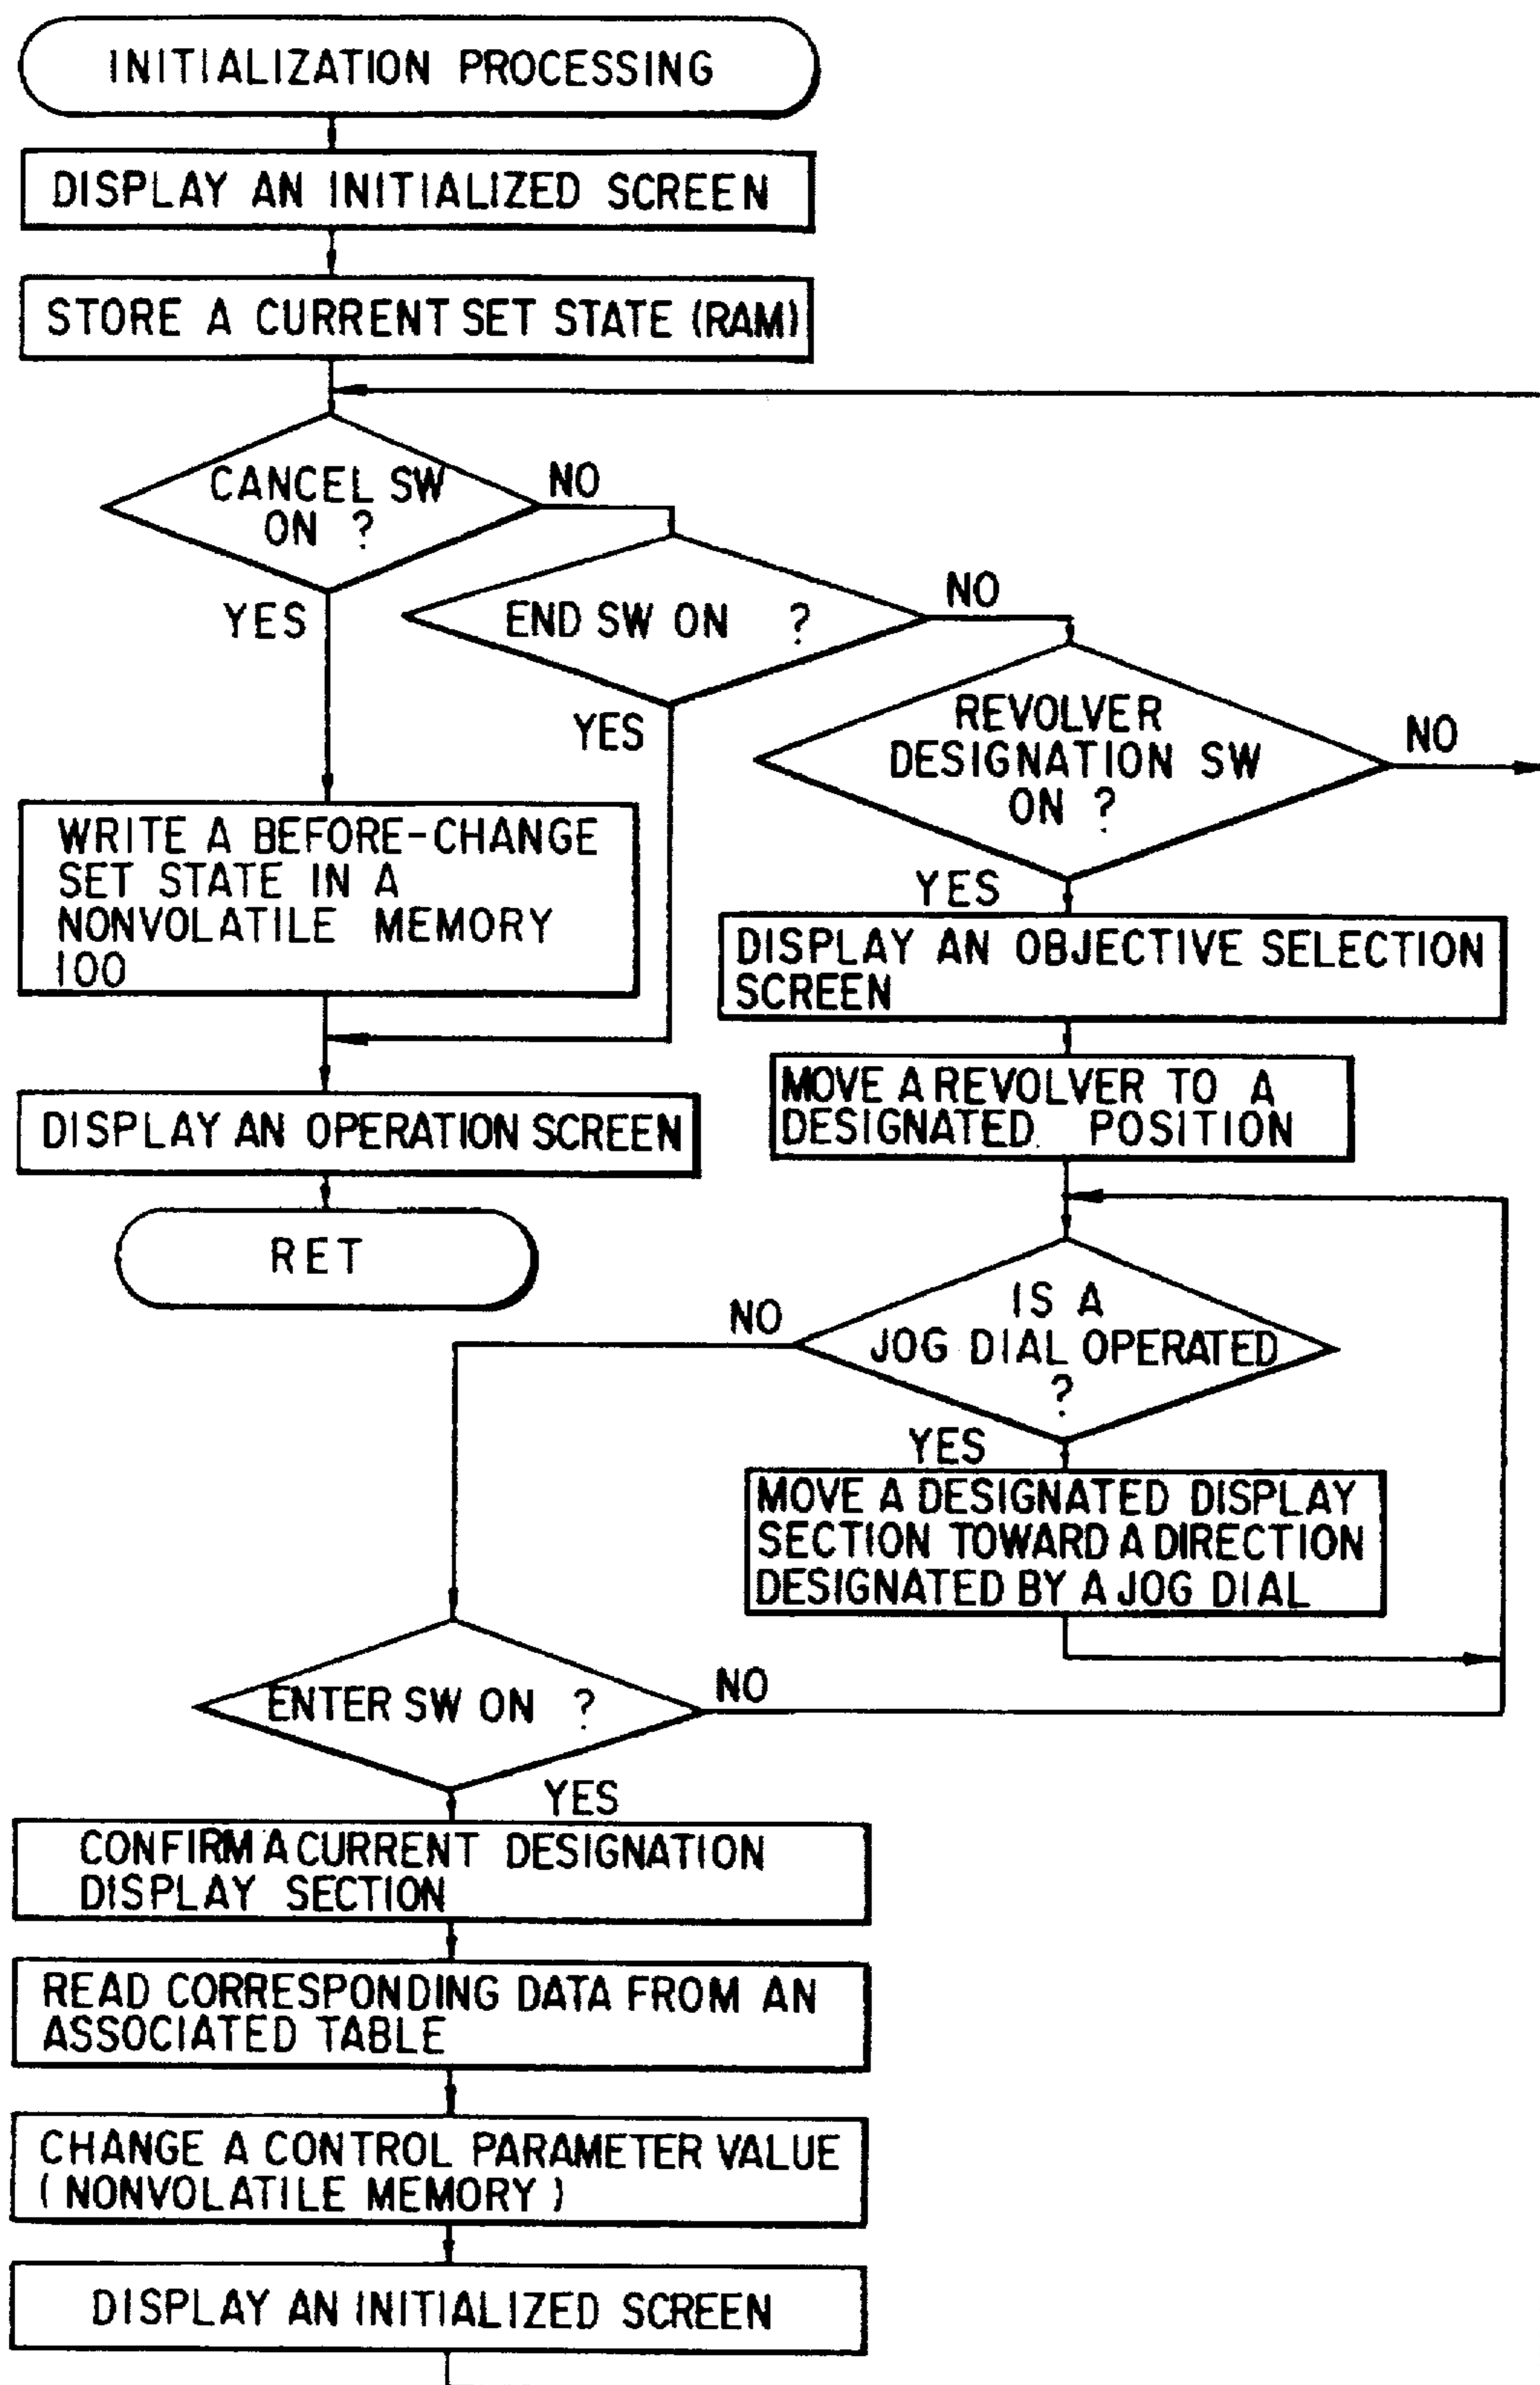 INITIALIZATION PROCESSING
DISPLAY AN INITIALIZED SCREEN
STORE A CURRENT SET STATE (RAM)
CANCEL SW
ON ?
NO
YES
END SW ON ?
NO
YES
REVOLVER
DESIGNATION SW
ON ?
NO
YES
WRITE A BEFORE-CHANGE
SET STATE IN A
NONVOLATILE MEMORY
100
DISPLAY AN OBJECTIVE SELECTION
SCREEN
MOVE A REVOLVER TO A
DESIGNATED. POSITION
DISPLAY AN OPERATION SCREEN
RET
IS A
JOG DIAL OPERATED
?
NO
YES
MOVE A DESIGNATED DISPLAY
SECTION TOWARD A DIRECTION
DESIGNATED BY A JOG DIAL
ENTER SW ON ?
NO
YES
CONFIRM A CURRENT DESIGNATION
DISPLAY SECTION
READ CORRESPONDING DATA FROM AN
ASSOCIATED TABLE
CHANGE A CONTROL PARAMETER VALUE
(NONVOLATILE MEMORY)
DISPLAY AN INITIALIZED SCREEN